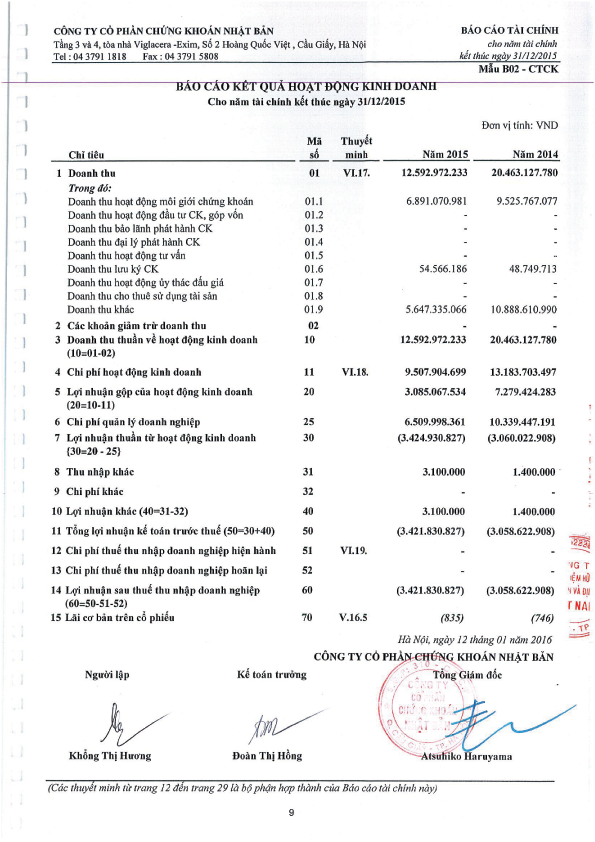 CÔNG TY CỔ PHẦN CHỨNG KHOÁN NHẬT BẢN
BÁO CÁO TÀI CHÍNH
Tầng 3 và 4, tòa nhà Viglacera -Exim, Số 2 Hoàng Quốc Việt , Cầu Giấy, Hà Nội
cho năm tài chính
Tel : 04 3791 1818 Fax : 04 3791 5808
kết thúc ngày 31/12/2015
Mẫu B02 - CTCK
BÁO CÁO KẾT QUẢ HOẠT ĐỘNG KINH DOANH
Cho năm tài chính kết thúc ngày 31/12/2015
Đơn vị tính: VND
Chỉ tiêu Mã số Thuyết minh Năm 2015 Năm 2014
1 Doanh thu 01 VI.17. 12.592.972.233 20.463.127.780
Trong đó:
Doanh thu hoạt động môi giới chứng khoán 01.1 6.891.070.981 9.525.767.077
Doanh thu hoạt động đầu tư CK, góp vốn 01.2 - -
Doanh thu bảo lãnh phát hành CK 01.3 - -
Doanh thu đại lý phát hành CK 01.4 - -
Doanh thu hoạt động tư vấn 01.5 - -
Doanh thu lưu ký CK 01.6 54.566.186 48.749.713
Doanh thu hoạt động ủy thác đấu giá 01.7 - -
Doanh thu cho thuê sử dụng tài sản 01.8 - -
Doanh thu khác 01.9 5.647.335.066 10.888.610.990
2 Các khoản giảm trừ doanh thu 02 - -
3 Doanh thu thuần về hoạt động kinh doanh 10 12.592.972.233 20.463.127.780
(10=01-02)
4 Chi phí hoạt động kinh doanh 11 VI.18. 9.507.904.699 13.183.703.497
5 Lợi nhuận gộp của hoạt động kinh doanh 20 3.085.067.534 7.279.424.283
(20=10-11)
6 Chi phí quản lý doanh nghiệp 25 6.509.998.361 10.339.447.191
7 Lợi nhuận thuần từ hoạt động kinh doanh 30 (3.424.930.827) (3.060.022.908)
{30=20 - 25}
8 Thu nhập khác 31 3.100.000 1.400.000
9 Chi phí khác 32 - -
10 Lợi nhuận khác (40=31-32) 40 3.100.000 1.400.000
11 Tổng lợi nhuận kế toán trước thuế (50=30+40) 50 (3.421.830.827) (3.058.622.908)
12 Chi phí thuế thu nhập doanh nghiệp hiện hành 51 VI.19. - -
13 Chi phí thuế thu nhập doanh nghiệp hoãn lại 52 - -
14 Lợi nhuận sau thuế thu nhập doanh nghiệp 60 (3.421.830.827) (3.058.622.908)
(60=50-51-52)
15 Lãi cơ bản trên cổ phiếu 70 V.16.5 (835) (746)
Hà Nội, ngày 12 tháng 01 năm 2016
CÔNG TY CỔ PHẦN CHỨNG KHOÁN NHẬT BẢN
Người lập Kế toán trưởng Tổng Giám đốc
CÔNG TY
CỔ PHẦN
CHỨNG KHOÁN
NHẬT BẢN
Khổng Thị Hương Đoàn Thị Hồng Atsuhiko Haruyama
(Các thuyết minh từ trang 12 đến trang 29 là bộ phận hợp thành của Báo cáo tài chính này)
9